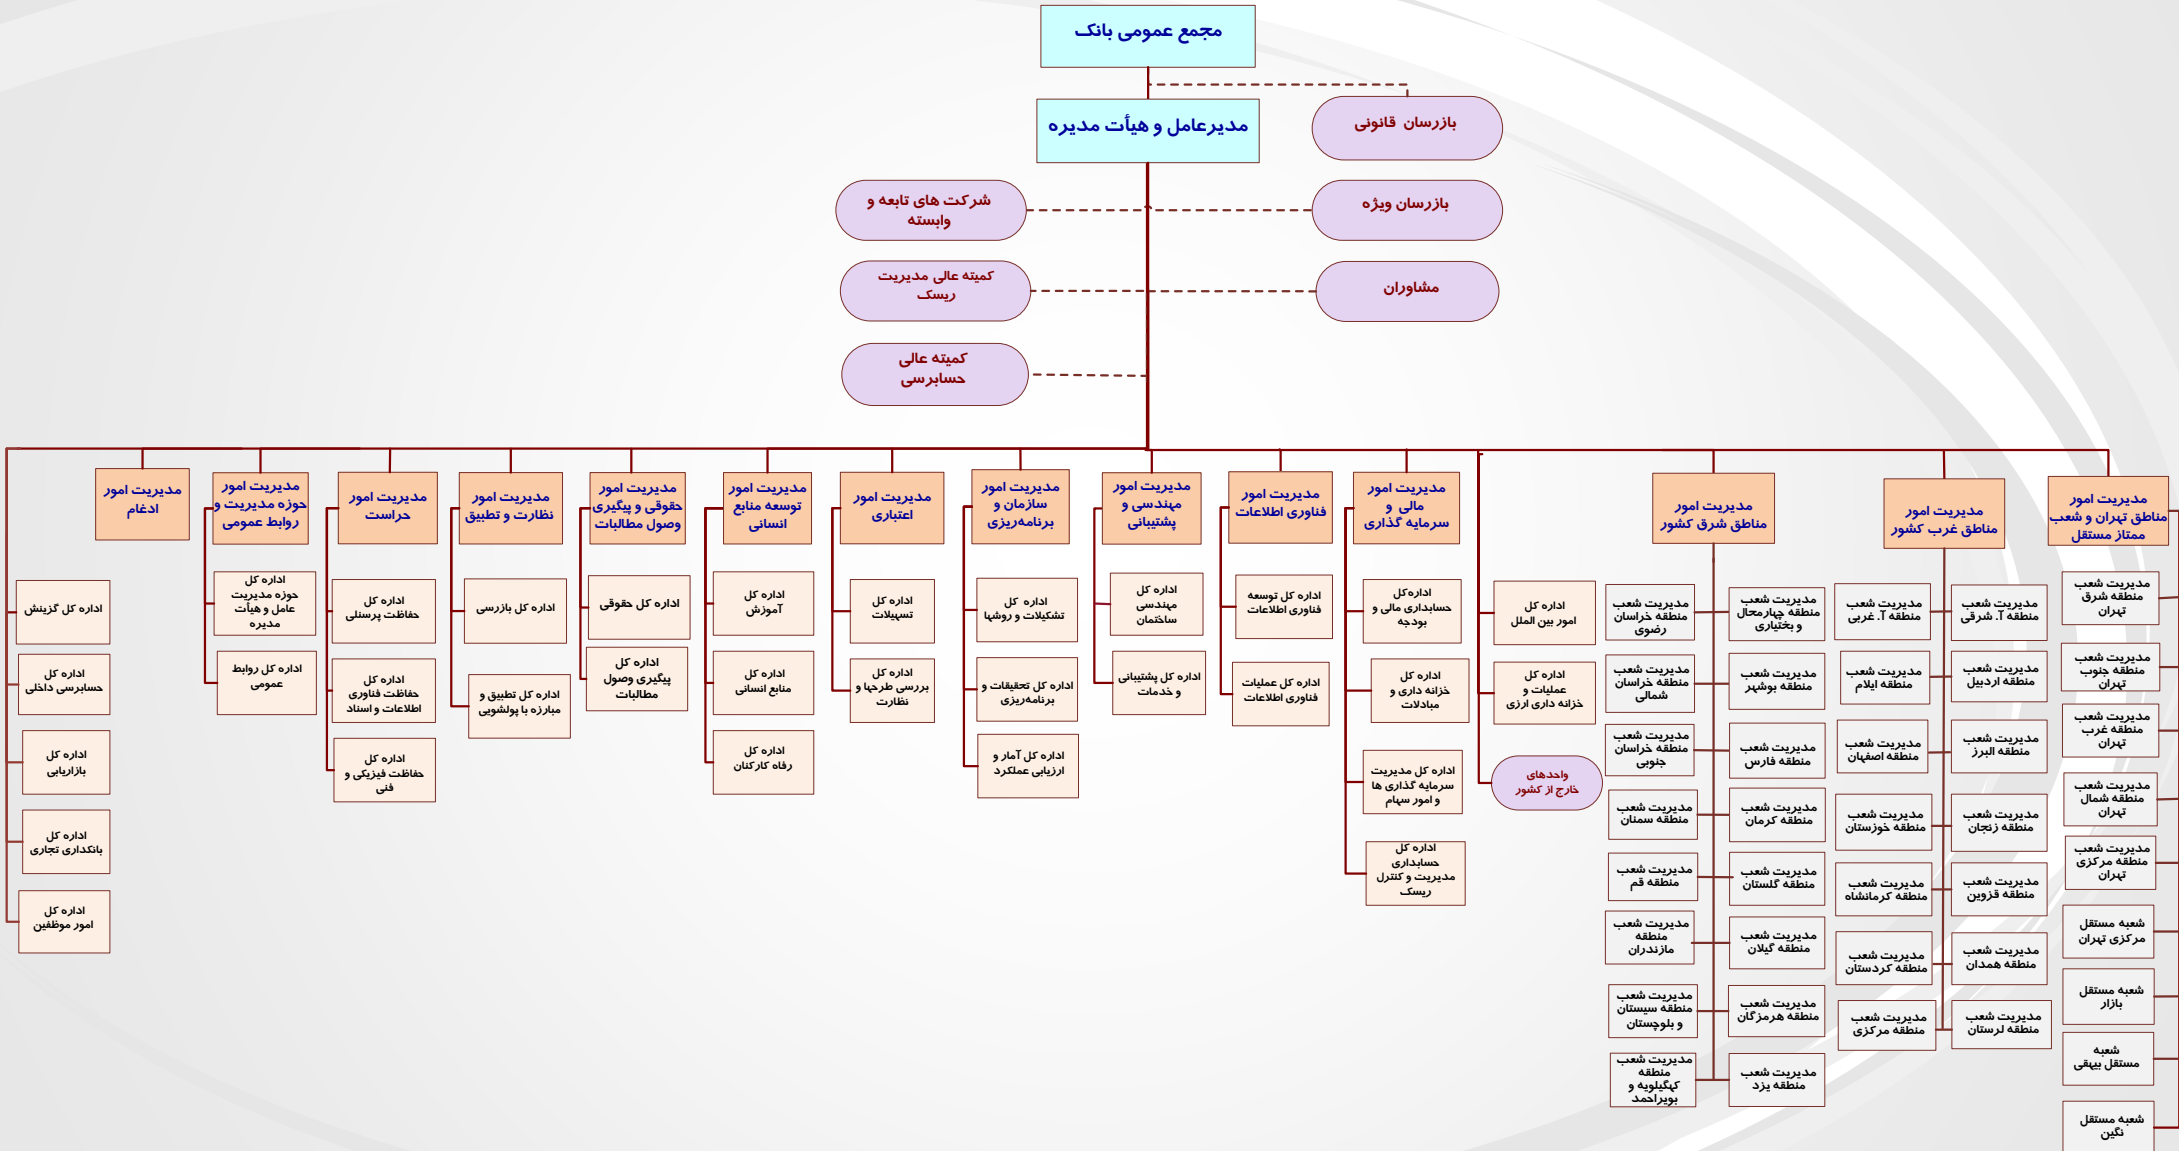 مجمع عمومی بانک
مدیرعامل و هیأت مدیره
بازرسان قانونی
بازرسان ویژه
شرکت های تابعه و
وابسته
مشاوران
کمیته عالی مدیریت
ریسک
کمیته عالی
حسابرسی
مدیریت امور
مناطق تهران و شعب
ممتاز مستقل
مدیریت شعب
منطقه شرق
تهران
مدیریت شعب
منطقه جنوب
تهران
مدیریت شعب
منطقه غرب
تهران
مدیریت شعب
منطقه شمال
تهران
مدیریت شعب
منطقه مرکزی
تهران
شعبه مستقل
مرکزی تهران
شعبه مستقل
بازار
شعبه
مستقل بیهقی
شعبه مستقل
نگین
مدیریت امور
مناطق غرب کشور
مدیریت شعب
منطقه آ. شرقی
مدیریت شعب
منطقه آ. غربی
مدیریت شعب
منطقه اردبیل
مدیریت شعب
منطقه ایلام
مدیریت شعب
منطقه البرز
مدیریت شعب
منطقه اصفهان
مدیریت شعب
منطقه زنجان
مدیریت شعب
منطقه خوزستان
مدیریت شعب
منطقه قزوین
مدیریت شعب
منطقه کرمانشاه
مدیریت شعب
منطقه همدان
مدیریت شعب
منطقه کردستان
مدیریت شعب
منطقه لرستان
مدیریت شعب
منطقه مرکزی
مدیریت امور
مناطق شرق کشور
مدیریت شعب
منطقه چهارمحال
و بختیاری
مدیریت شعب
منطقه خراسان
رضوی
مدیریت شعب
منطقه بوشهر
مدیریت شعب
منطقه خراسان
شمالی
مدیریت شعب
منطقه فارس
مدیریت شعب
منطقه خراسان
جنوبی
مدیریت شعب
منطقه کرمان
مدیریت شعب
منطقه سمنان
مدیریت شعب
منطقه گلستان
مدیریت شعب
منطقه قم
مدیریت شعب
منطقه گیلان
مدیریت شعب
منطقه
مازندران
مدیریت شعب
منطقه هرمزگان
مدیریت شعب
منطقه سیستان
و بلوچستان
مدیریت شعب
منطقه یزد
مدیریت شعب
منطقه
کهگیلویه و
بویراحمد
اداره کل
امور بین الملل
اداره کل
عملیات و
خزانه داری ارزی
واحدهای
خارج از کشور
مدیریت امور
مالی و
سرمایه گذاری
اداره‌کل
حسابداری مالی و
بودجه
اداره کل
خزانه داری و
مبادلات
اداره کل مدیریت
سرمایه گذاری ها
و امور سهام
اداره کل
حسابداری
مدیریت و کنترل
ریسک
مدیریت امور
فناوری اطلاعات
اداره کل توسعه
فناوری اطلاعات
اداره کل عملیات
فناوری اطلاعات
مدیریت امور
مهندسی و
پشتیبانی
اداره کل
مهندسی
ساختمان
اداره کل پشتیبانی
و خدمات
مدیریت امور
سازمان و
برنامه‌ریزی
اداره کل
تشکیلات و روشها
اداره کل تحقیقات و
برنامه‌ریزی
اداره کل آمار و
ارزیابی عملکرد
مدیریت امور
اعتباری
اداره کل
تسهیلات
اداره کل
بررسی طرحها و
نظارت
مدیریت امور
توسعه منابع
انسانی
اداره کل
آموزش
اداره کل
منابع انسانی
اداره کل
رفاه کارکنان
مدیریت امور
حقوقی و پیگیری
وصول مطالبات
اداره کل حقوقی
اداره کل
پیگیری وصول
مطالبات
مدیریت امور
نظارت و تطبیق
اداره کل بازرسی
اداره کل تطبیق و
مبارزه با پولشویی
مدیریت امور
حراست
اداره کل
حفاظت پرسنلی
اداره کل
حفاظت فناوری
اطلاعات و اسناد
اداره کل
حفاظت فیزیکی و
فنی
مدیریت امور
حوزه مدیریت و
روابط عمومی
اداره کل
حوزه مدیریت
عامل و هیأت
مدیره
اداره کل روابط
عمومی
مدیریت امور
ادغام
اداره کل گزینش
اداره کل
حسابرسی داخلی
اداره کل
بازاریابی
اداره کل
بانکداری تجاری
اداره کل
امور موظفین